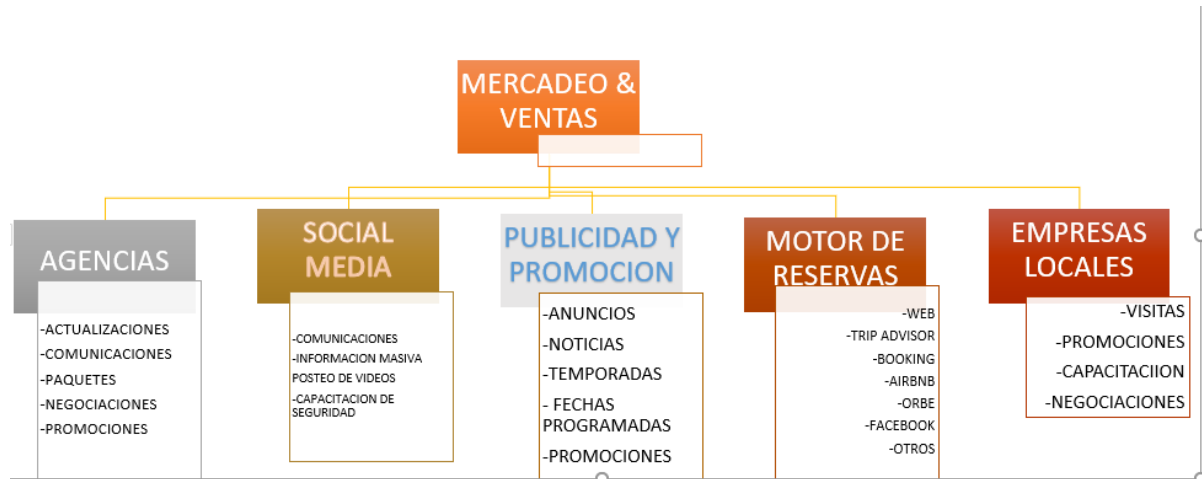 MERCADEO &
VENTAS
AGENCIAS
-ACTUALIZACIONES
-COMUNICACIONES
-PAQUETES
-NEGOCIACIONES
-PROMOCIONES
SOCIAL
MEDIA
-COMUNICACIONES
-INFORMACION MASIVA
POSTEO DE VIDEOS
-CAPACITACION DE
SEGURIDAD
PUBLICIDAD Y
PROMOCION
-ANUNCIOS
-NOTICIAS
-TEMPORADAS
- FECHAS
PROGRAMADAS
-PROMOCIONES
MOTOR DE
RESERVAS
-WEB
-TRIP ADVISOR
-BOOKING
-AIRBNB
-ORBE
-FACEBOOK
-OTROS
EMPRESAS
LOCALES
-VISITAS
-PROMOCIONES
-CAPACITACIION
-NEGOCIACIONES